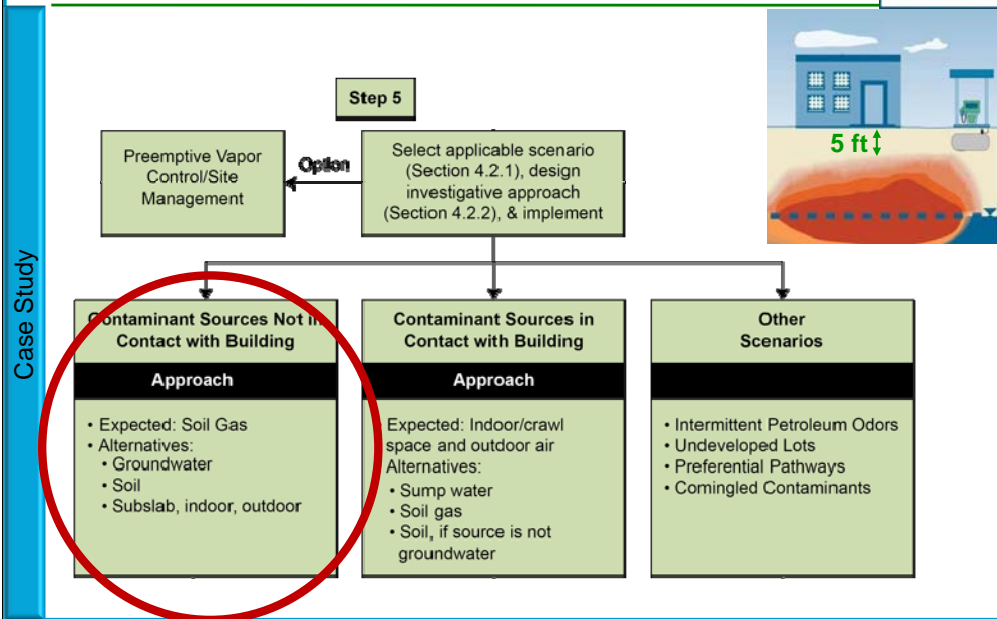 Case Study
Step 5
5 ft
Preemptive Vapor
Control/Site
Management
Option
Select applicable scenario
(Section 4.2.1), design
investigative approach
(Section 4.2.2), & implement
Contaminant Sources Not in
Contact with Building
Approach
• Expected: Soil Gas
• Alternatives:
• Groundwater
• Soil
• Subslab, indoor, outdoor
Contaminant Sources in
Contact with Building
Approach
• Expected: Indoor/crawl
space and outdoor air
Alternatives:
• Sump water
• Soil gas
• Soil, if source is not
groundwater
Other
Scenarios
• Intermittent Petroleum Odors
• Undeveloped Lots
• Preferential Pathways
• Comingled Contaminants